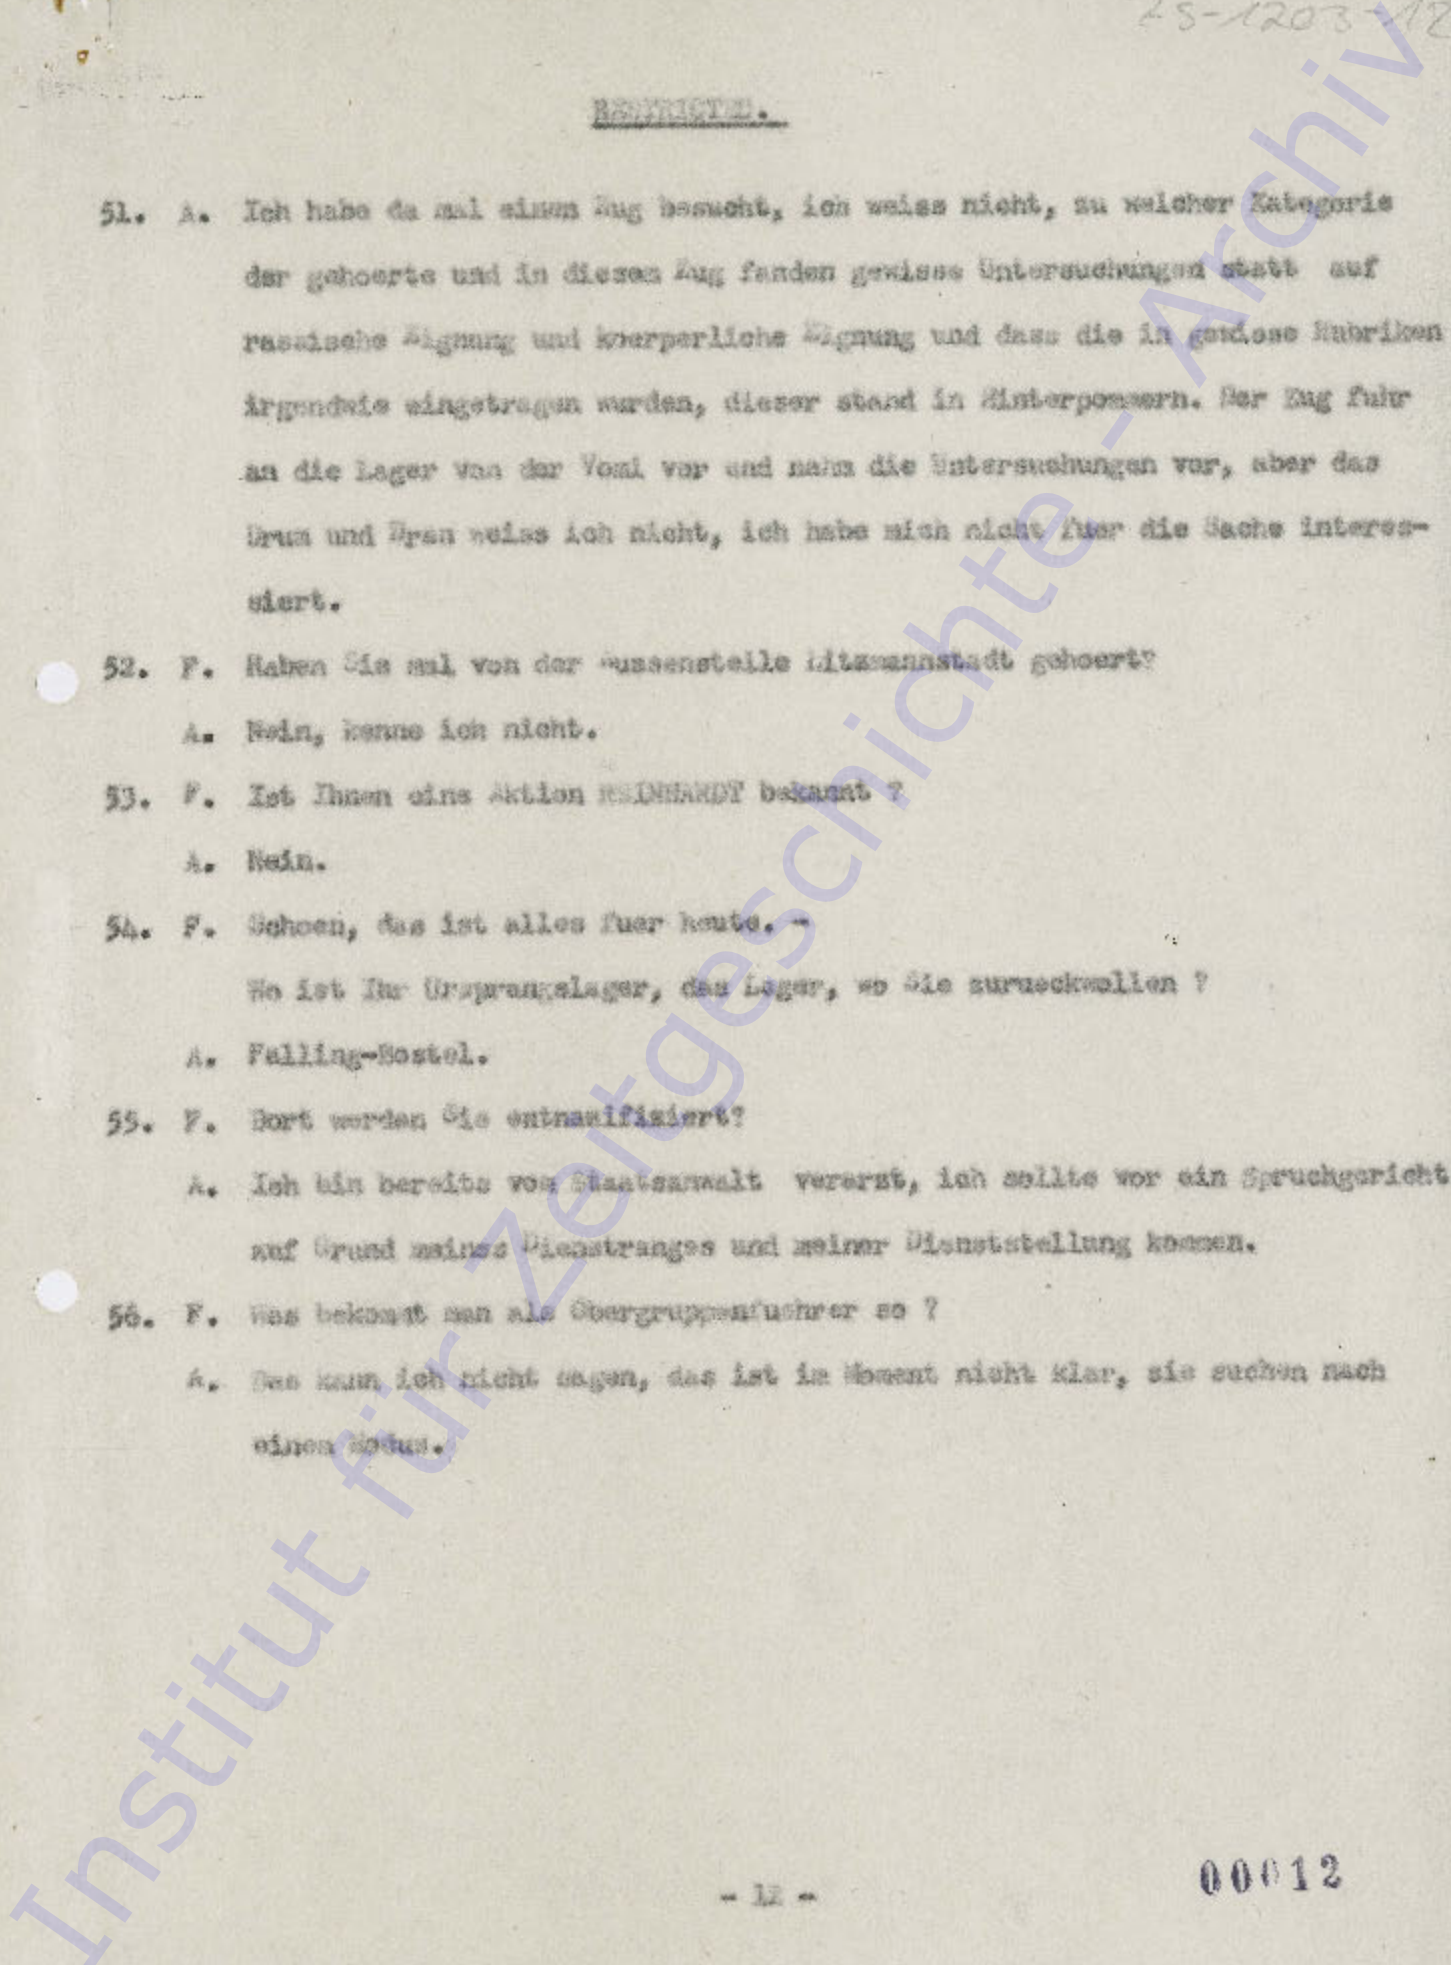 ZS-1203-12
RESTRICTED.
51. A. Ich habe da mal einen Zug besucht, ich weiss nicht, zu welcher Kategorie
der gehoerte und in diesem Zug fanden gewisse Untersuchungen statt auf
rassische Eignung und koerperliche Eignung und dass die in gewisse Rubriken
irgendwie eingetragen wurden, dieser stand in Hinterpommern. Der Zug fuhr
an die Lager von der Vomi vor und nahm die Untersuchungen vor, aber das
Drum und Dran weiss ich nicht, ich habe mich nicht fuer die Sache interes-
siert.
52. F. Haben Sie mal von der Aussenstelle Litzmannstadt gehoert?
A. Nein, kenne ich nicht.
53. F. Ist Ihnen eine Aktion REINHARDT bekannt ?
A. Nein.
54. F. Schoen, das ist alles fuer heute. -
Wo ist Ihr Ursprungslager, das Lager, wo Sie zurueckwollen ?
A. Falling-Bostel.
55. F. Dort werden Sie entnazifiziert?
A. Ich bin bereits vom Staatsanwalt vererst, ich sollte vor ein Spruchgericht
auf Grund meines Dienstranges und meiner Dienststellung kommen.
56. F. Was bekommt man als Obergruppenfuehrer so ?
A. Das kann ich nicht sagen, das ist im Moment nicht klar, sie suchen nach
einen Modus.
- 12 -
00012
Institut für Zeitgeschichte - Archiv